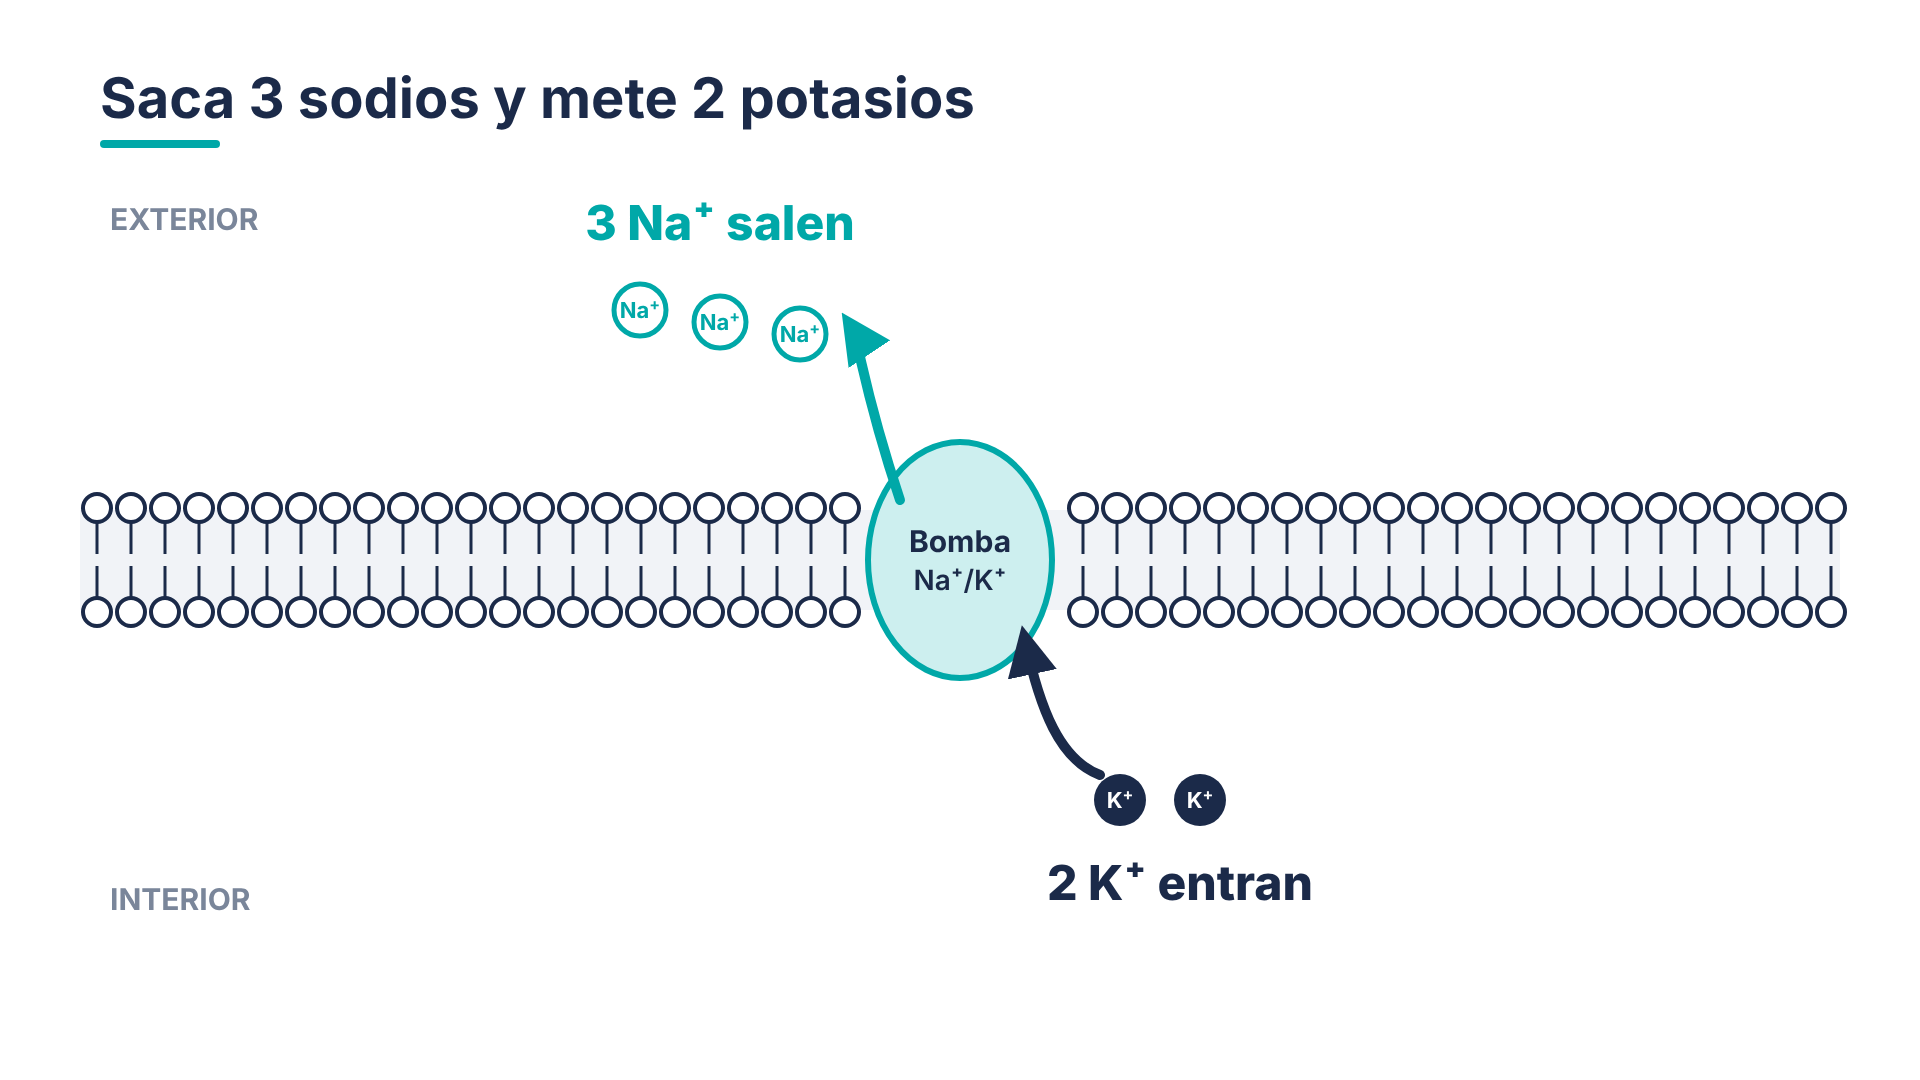 Saca 3 sodios y mete 2 potasios
EXTERIOR
3 Na⁺ salen
Na⁺
Na⁺
Na⁺
Bomba
Na⁺/K⁺
K⁺
K⁺
2 K⁺ entran
INTERIOR